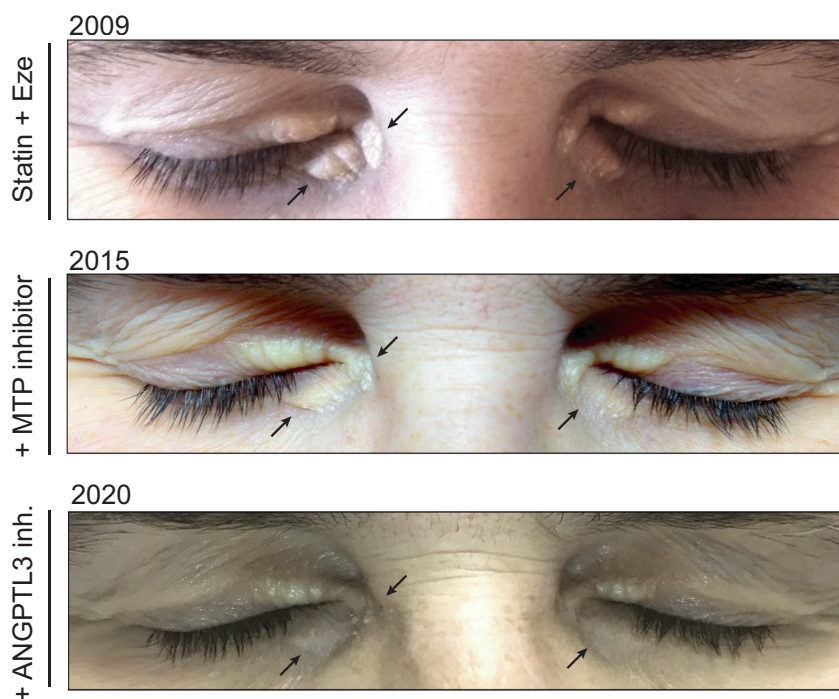 2009
Statin + Eze
2015
+ MTP inhibitor
2020
+ ANGPTL3 inh.